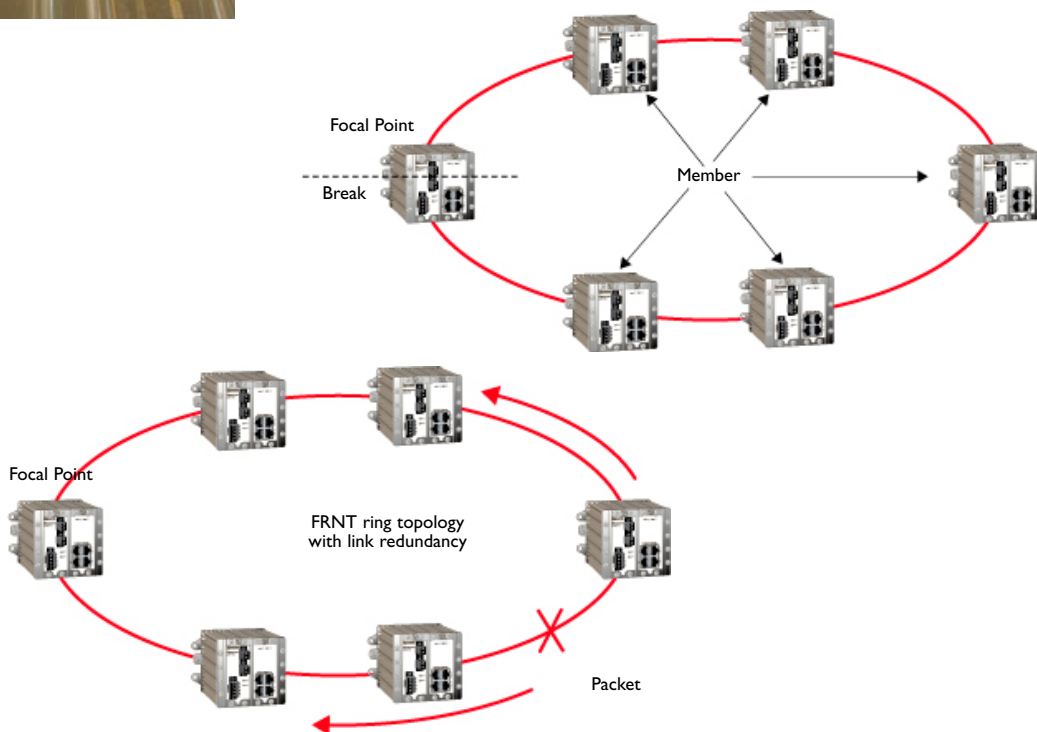 Focal Point
Break
Member
Focal Point
FRNT ring topology
with link redundancy
Packet